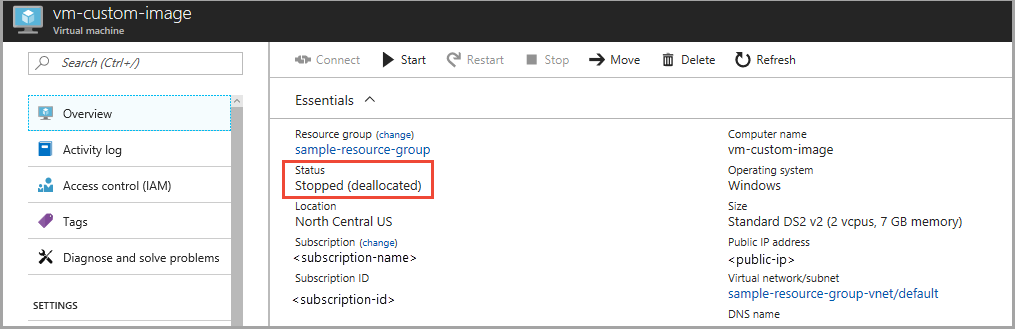 vm-custom-image
Virtual machine
Search (Ctrl+/)
Overview
Activity log
Access control (IAM)
Tags
Diagnose and solve problems
SETTINGS
Connect Start Restart Stop Move Delete Refresh
Essentials
Resource group (change)
sample-resource-group
Status
Stopped (deallocated)
Location
North Central US
Subscription (change)
<subscription-name>
Subscription ID
<subscription-id>
Computer name
vm-custom-image
Operating system
Windows
Size
Standard DS2 v2 (2 vcpus, 7 GB memory)
Public IP address
<public-ip>
Virtual network/subnet
sample-resource-group-vnet/default
DNS name